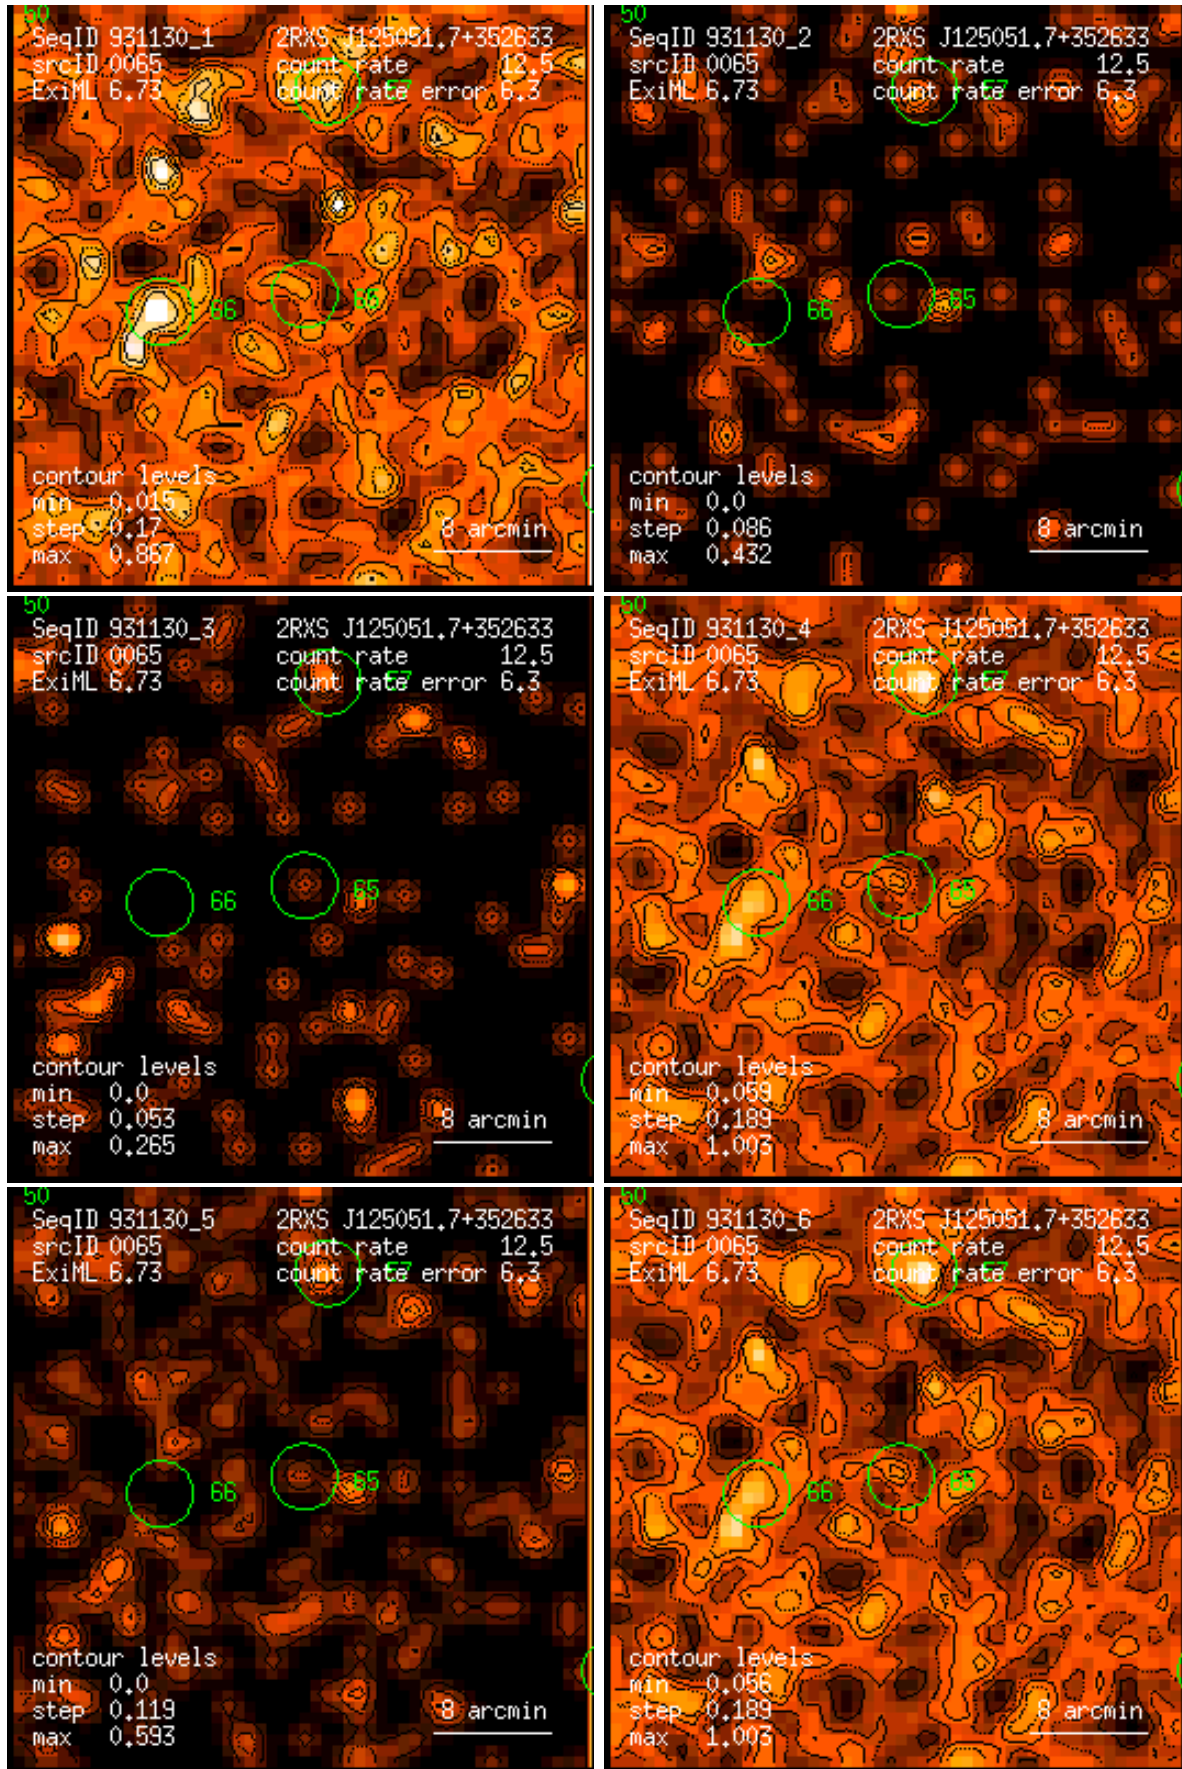 50
SeqID 931130_1 2RXS J125051.7+352633
srcID 0065 count rate 12.5
ExiML 6.73 count rate error 6.3
66
contour levels
min 0.015
step 0.17
max 0.867
8 arcmin
50
SeqID 931130_2 2RXS J125051.7+352633
srcID 0065 count rate 12.5
ExiML 6.73 count rate error 6.3
65
66
contour levels
min 0.0
step 0.086
max 0.432
8 arcmin
50
SeqID 931130_3 2RXS J125051.7+352633
srcID 0065 count rate 12.5
ExiML 6.73 count rate error 6.3
65
66
contour levels
min 0.0
step 0.053
max 0.265
8 arcmin
SeqID 931130_4 2RXS J125051.7+352633
srcID 0065 count rate 12.5
ExiML 6.73 count rate error 6.3
65
66
contour levels
min 0.059
step 0.189
max 1.003
8 arcmin
50
SeqID 931130_5 2RXS J125051.7+352633
srcID 0065 count rate 12.5
ExiML 6.73 count rate error 6.3
65
66
contour levels
min 0.0
step 0.119
max 0.593
8 arcmin
SeqID 931130_6 2RXS J125051.7+352633
srcID 0065 count rate 12.5
ExiML 6.73 count rate error 6.3
65
66
contour levels
min 0.056
step 0.189
max 1.003
8 arcmin